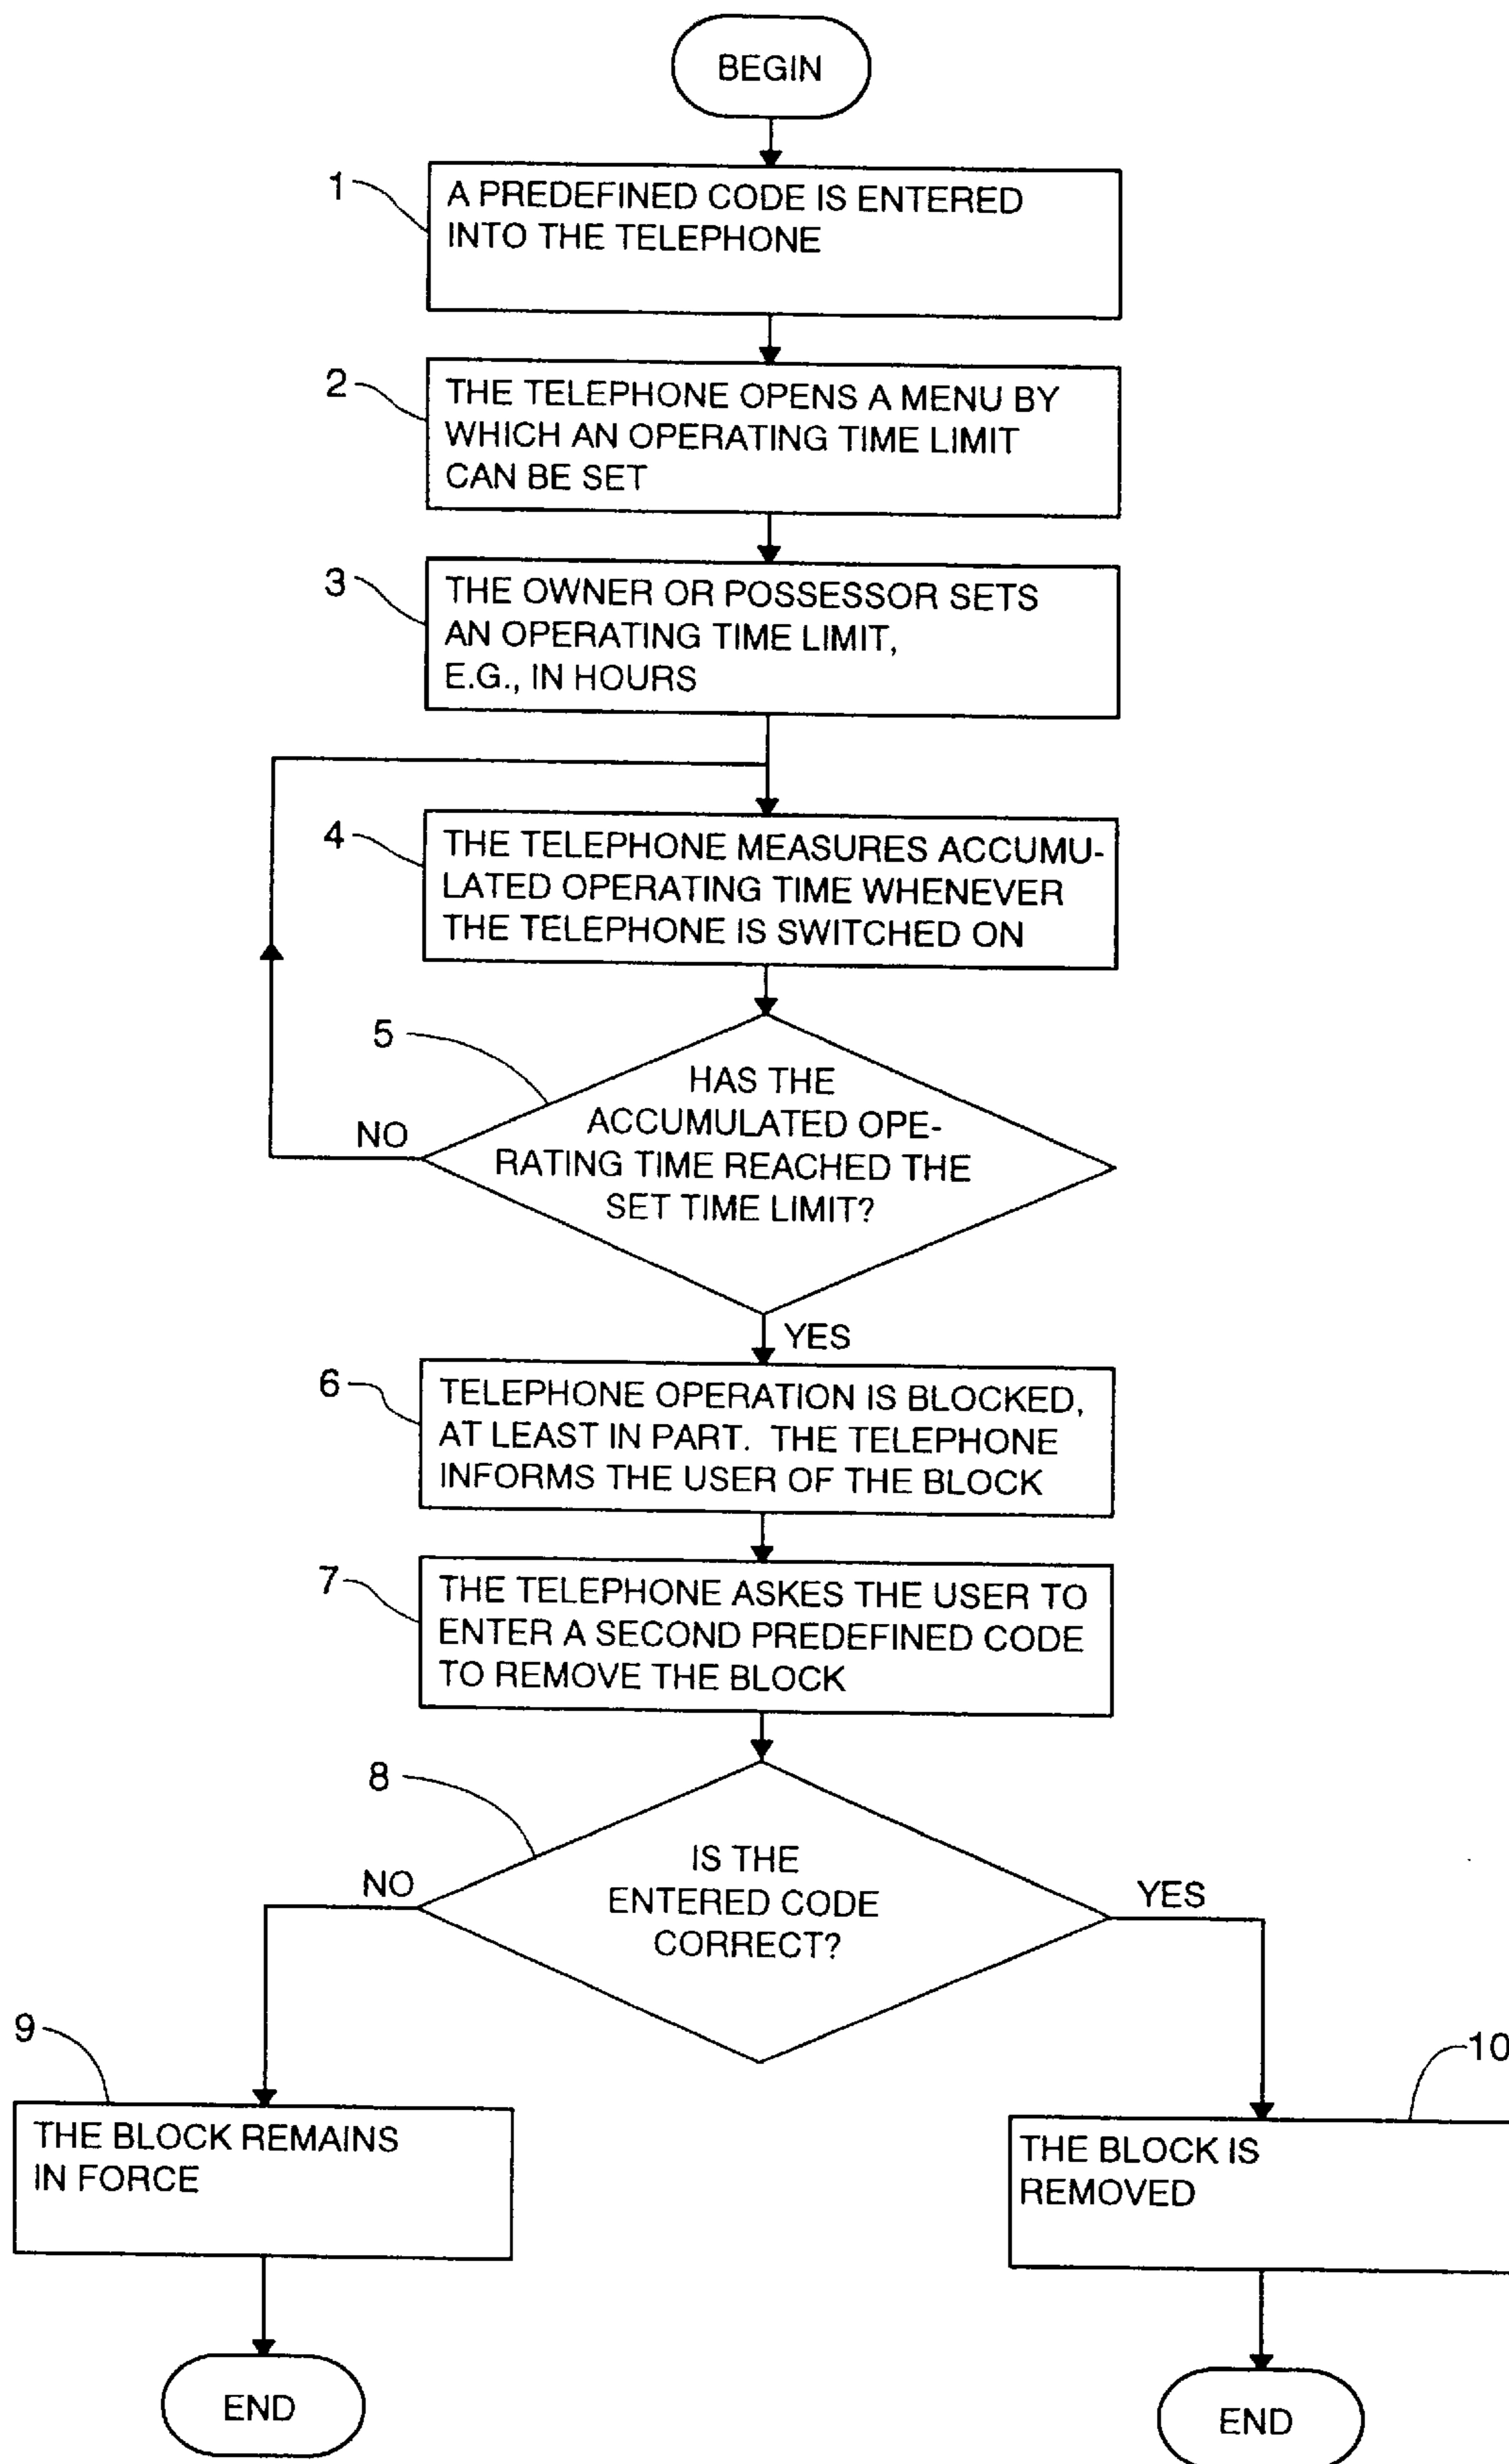 BEGIN
1
A PREDEFINED CODE IS ENTERED
INTO THE TELEPHONE
2
THE TELEPHONE OPENS A MENU BY
WHICH AN OPERATING TIME LIMIT
CAN BE SET
3
THE OWNER OR POSSESSOR SETS
AN OPERATING TIME LIMIT,
E.G., IN HOURS
4
THE TELEPHONE MEASURES ACCUMU-
LATED OPERATING TIME WHENEVER
THE TELEPHONE IS SWITCHED ON
5
HAS THE
ACCUMULATED OPE-
RATING TIME REACHED THE
SET TIME LIMIT?
NO
YES
6
TELEPHONE OPERATION IS BLOCKED,
AT LEAST IN PART. THE TELEPHONE
INFORMS THE USER OF THE BLOCK
7
THE TELEPHONE ASKES THE USER TO
ENTER A SECOND PREDEFINED CODE
TO REMOVE THE BLOCK
8
IS THE
ENTERED CODE
CORRECT?
NO
YES
9
THE BLOCK REMAINS
IN FORCE
10
THE BLOCK IS
REMOVED
END
END